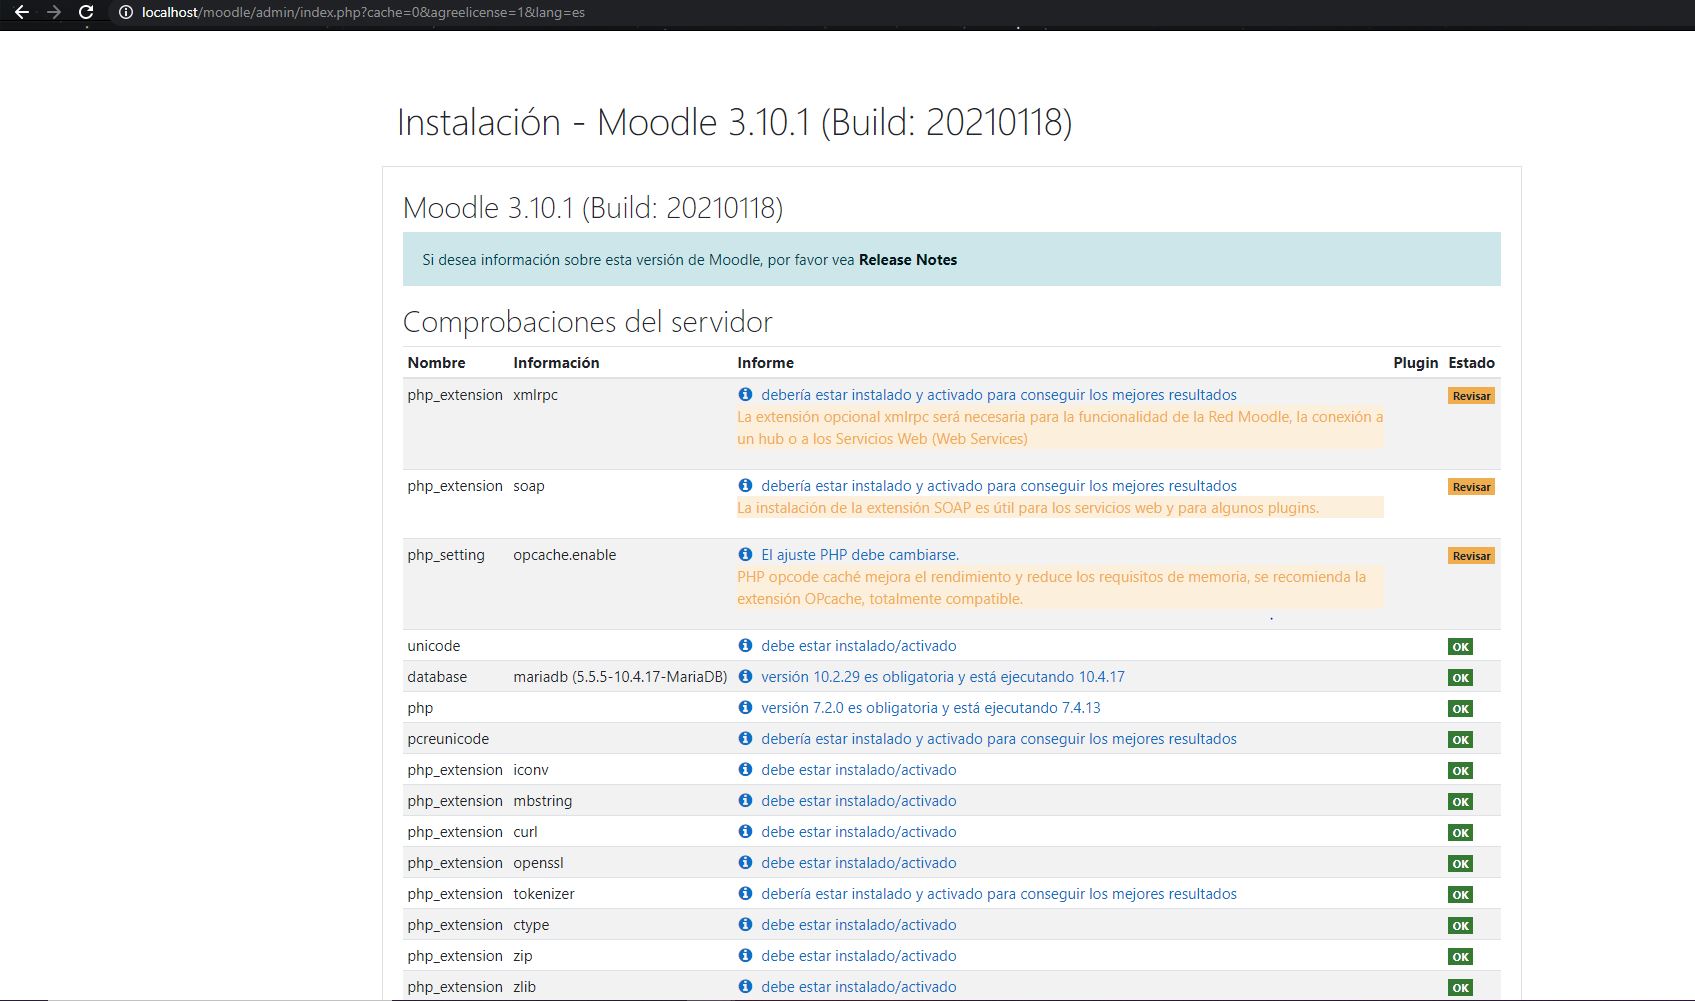 localhost/moodle/admin/index.php?cache=0&agreelicense=1&lang=es
Instalación - Moodle 3.10.1 (Build: 20210118)
Moodle 3.10.1 (Build: 20210118)
Si desea información sobre esta versión de Moodle, por favor vea Release Notes
Comprobaciones del servidor
Nombre Información Informe Plugin Estado
php_extension xmlrpc debería estar instalado y activado para conseguir los mejores resultados Revisar
La extensión opcional xmlrpc será necesaria para la funcionalidad de la Red Moodle, la conexión a
un hub o a los Servicios Web (Web Services)
php_extension soap debería estar instalado y activado para conseguir los mejores resultados Revisar
La instalación de la extensión SOAP es útil para los servicios web y para algunos plugins.
php_setting opcache.enable El ajuste PHP debe cambiarse. Revisar
PHP opcode caché mejora el rendimiento y reduce los requisitos de memoria, se recomienda la
extensión OPcache, totalmente compatible.
unicode debe estar instalado/activado OK
database mariadb (5.5.5-10.4.17-MariaDB) versión 10.2.29 es obligatoria y está ejecutando 10.4.17 OK
php versión 7.2.0 es obligatoria y está ejecutando 7.4.13 OK
pcreunicode debería estar instalado y activado para conseguir los mejores resultados OK
php_extension iconv debe estar instalado/activado OK
php_extension mbstring debe estar instalado/activado OK
php_extension curl debe estar instalado/activado OK
php_extension openssl debe estar instalado/activado OK
php_extension tokenizer debería estar instalado y activado para conseguir los mejores resultados OK
php_extension ctype debe estar instalado/activado OK
php_extension zip debe estar instalado/activado OK
php_extension zlib debe estar instalado/activado OK